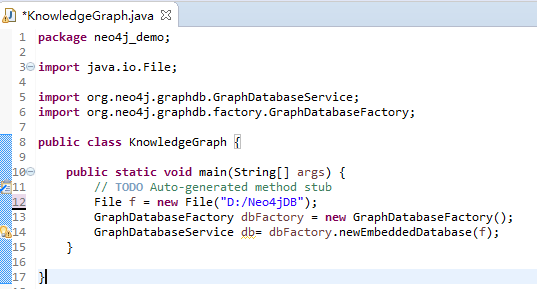 *KnowledgeGraph.java
1 package neo4j_demo;
2
3 import java.io.File;
4
5 import org.neo4j.graphdb.GraphDatabaseService;
6 import org.neo4j.graphdb.factory.GraphDatabaseFactory;
7
8 public class KnowledgeGraph {
9
10 public static void main(String[] args) {
11 // TODO Auto-generated method stub
12 File f = new File("D:/Neo4jDB");
13 GraphDatabaseFactory dbFactory = new GraphDatabaseFactory();
14 GraphDatabaseService db= dbFactory.newEmbeddedDatabase(f);
15 }
16
17 }